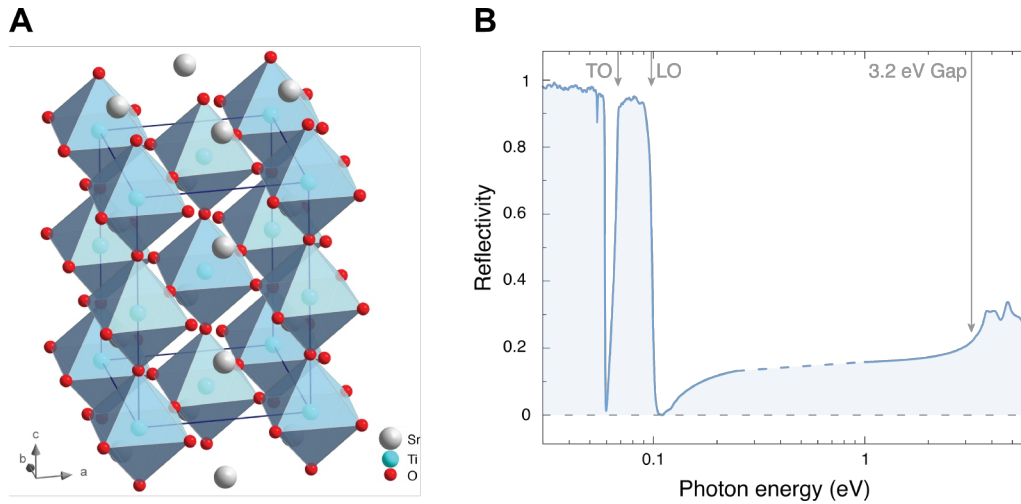 A
c
b
a
Sr
Ti
O
B
TO
LO
3.2 eV Gap
1
0.8
0.6
0.4
0.2
0
Reflectivity
0.1
1
Photon energy (eV)